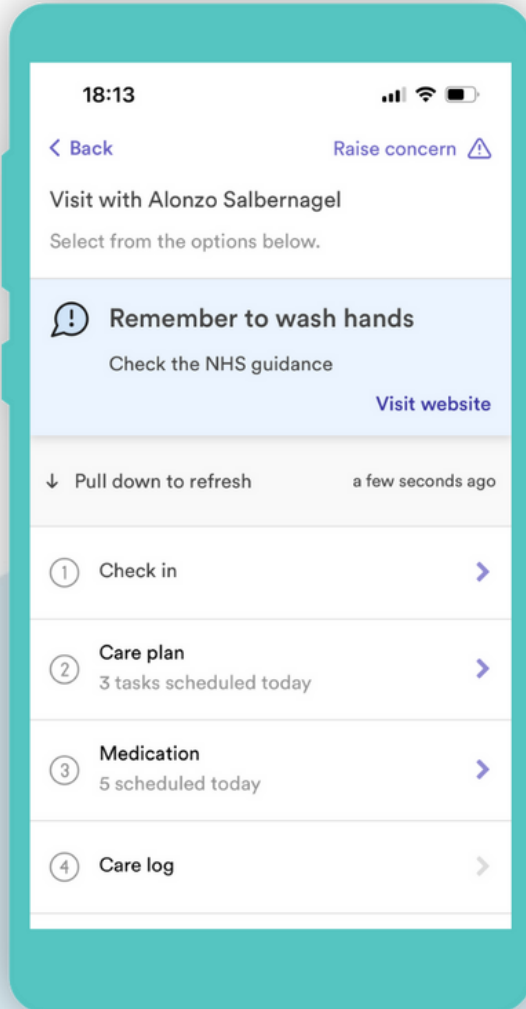 18:13
Back
Raise concern
Visit with Alonzo Salbernagel
Select from the options below.
Remember to wash hands
Check the NHS guidance
Visit website
Pull down to refresh
a few seconds ago
1 Check in
2 Care plan
3 tasks scheduled today
3 Medication
5 scheduled today
4 Care log